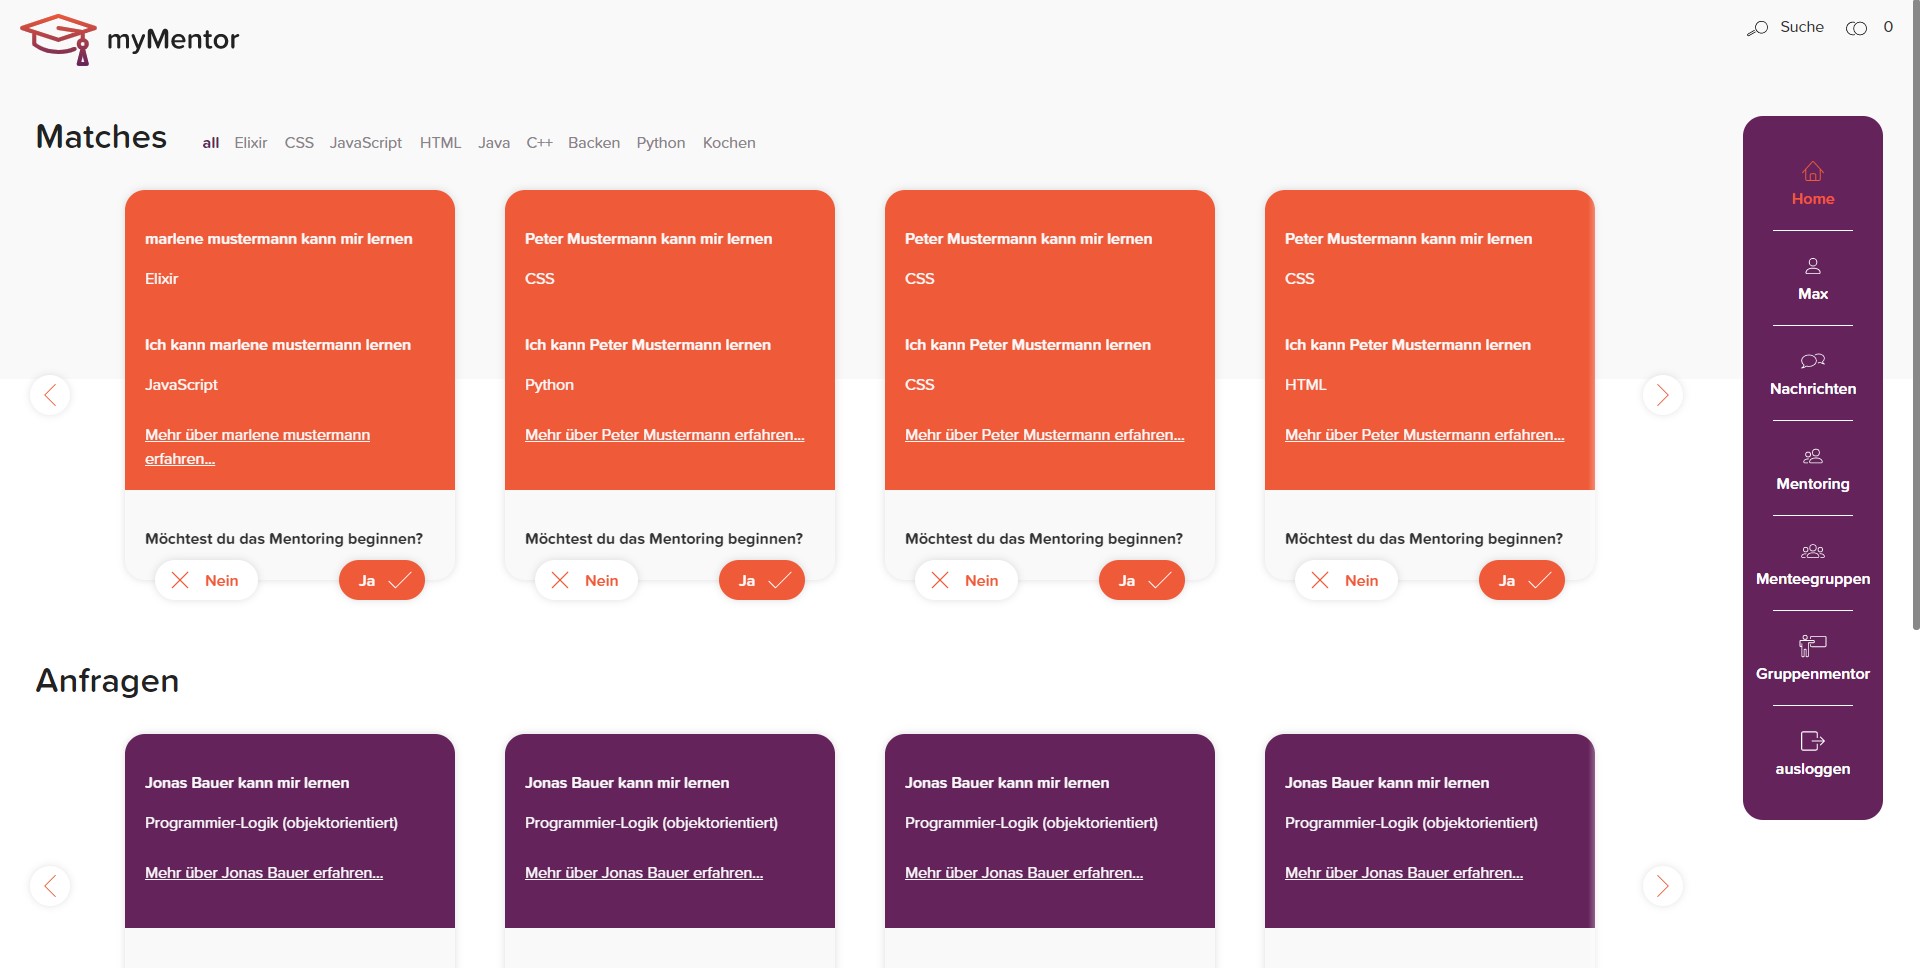 myMentor
Suche 0
Matches all Elixir CSS JavaScript HTML Java C++ Backen Python Kochen
marlene mustermann kann mir lernen
Elixir
Ich kann marlene mustermann lernen
JavaScript
Mehr über marlene mustermann
erfahren...
Möchtest du das Mentoring beginnen?
Nein Ja
Peter Mustermann kann mir lernen
CSS
Ich kann Peter Mustermann lernen
Python
Mehr über Peter Mustermann erfahren...
Möchtest du das Mentoring beginnen?
Nein Ja
Peter Mustermann kann mir lernen
CSS
Ich kann Peter Mustermann lernen
CSS
Mehr über Peter Mustermann erfahren...
Möchtest du das Mentoring beginnen?
Nein Ja
Peter Mustermann kann mir lernen
CSS
Ich kann Peter Mustermann lernen
HTML
Mehr über Peter Mustermann erfahren...
Möchtest du das Mentoring beginnen?
Nein Ja
Anfragen
Jonas Bauer kann mir lernen
Programmier-Logik (objektorientiert)
Mehr über Jonas Bauer erfahren...
Jonas Bauer kann mir lernen
Programmier-Logik (objektorientiert)
Mehr über Jonas Bauer erfahren...
Jonas Bauer kann mir lernen
Programmier-Logik (objektorientiert)
Mehr über Jonas Bauer erfahren...
Jonas Bauer kann mir lernen
Programmier-Logik (objektorientiert)
Mehr über Jonas Bauer erfahren...
Home
Max
Nachrichten
Mentoring
Menteegruppen
Gruppenmentor
ausloggen